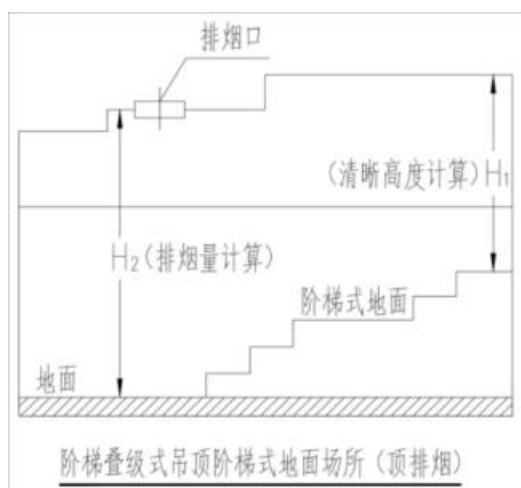 排烟口
(清晰高度计算)H₁
H₂(排烟量计算)
阶梯式地面
地面
阶梯叠级式吊顶阶梯式地面场所(顶排烟)